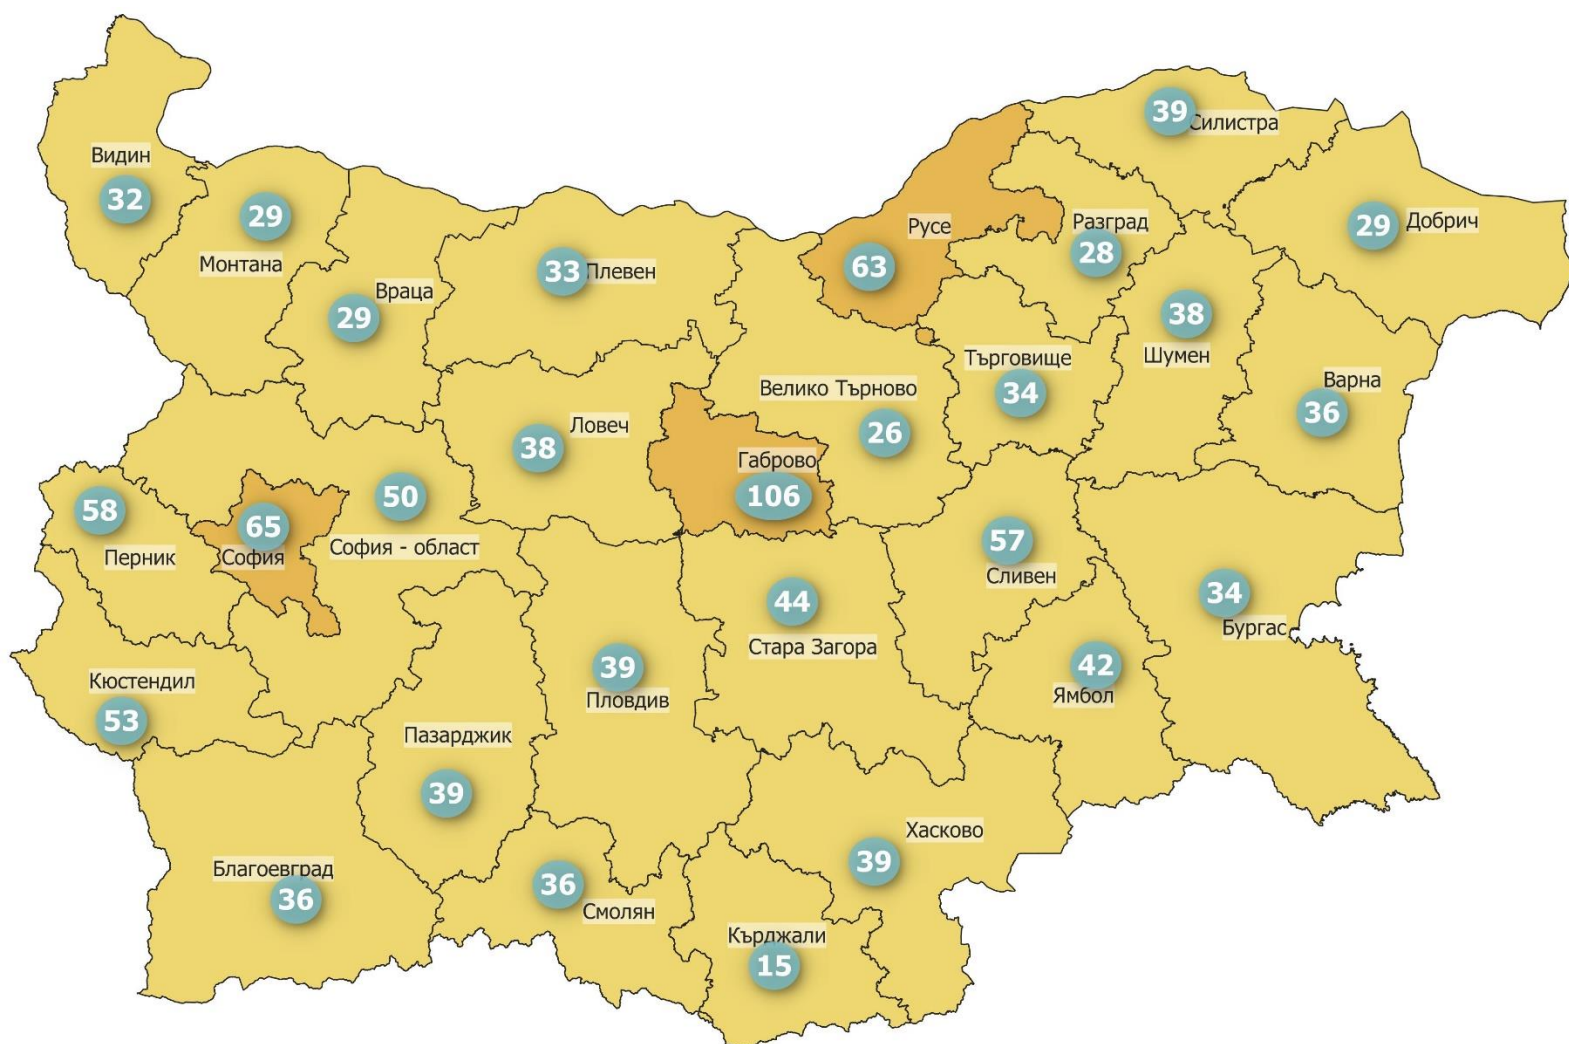 39
Силистра
Видин
32
29
Монтана
Русе
63
Разград
28
29
Добрич
33
Плевен
Враца
29
38
Шумен
Търговище
34
Варна
36
Велико Търново
26
Ловеч
38
Габрово
106
58
Перник
65
София
50
София - област
57
Сливен
34
Бургас
44
Стара Загора
39
Пловдив
42
Ямбол
Кюстендил
53
Пазарджик
39
Хасково
39
Благоевград
36
36
Смолян
Кърджали
15